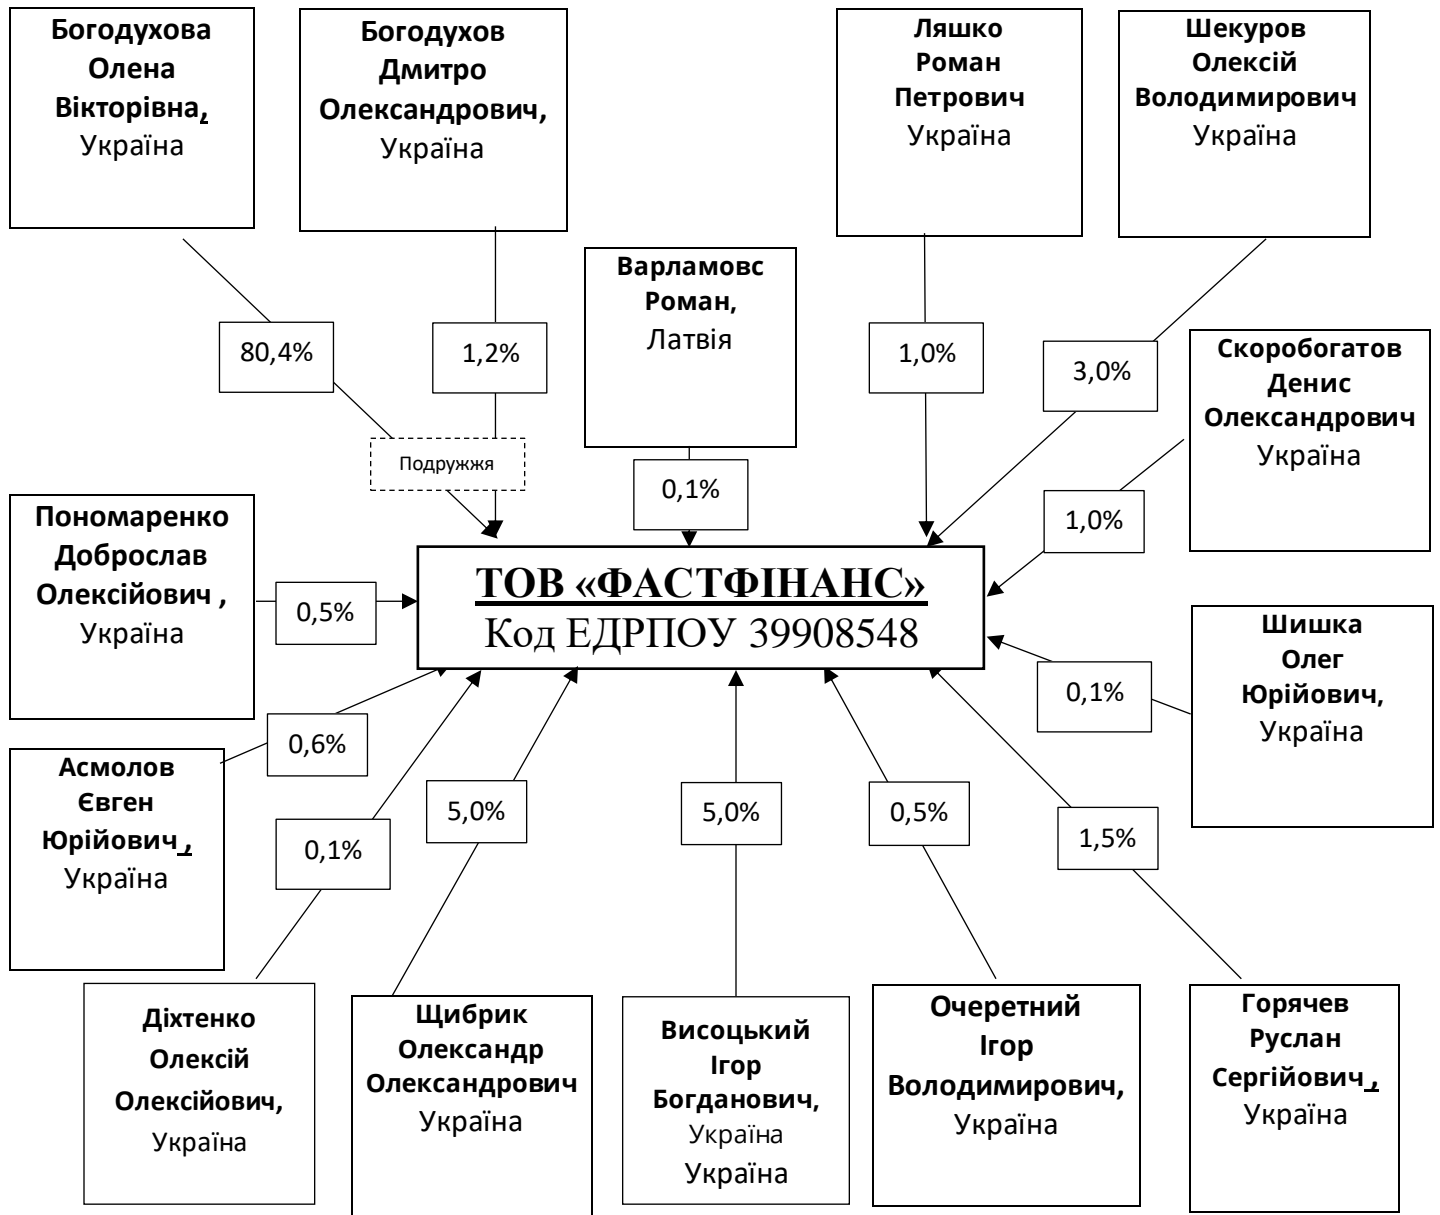 Богодухова
Олена
Вікторівна,
Україна
Богодухов
Дмитро
Олександрович,
Україна
Ляшко
Роман
Петрович
Україна
Шекуров
Олексій
Володимирович
Україна
Варламовс
Роман,
Латвія
80,4%
1,2%
1,0%
3,0%
Скоробогатов
Денис
Олександрович
Україна
Подружжя
0,1%
1,0%
Пономаренко
Доброслав
Олексійович ,
Україна
0,5%
ТОВ «ФАСТФІНАНС»
Код ЕДРПОУ 39908548
Шишка
Олег
Юрійович,
Україна
0,1%
0,6%
Асмолов
Євген
Юрійович ,
Україна
0,1%
5,0%
5,0%
0,5%
1,5%
Діхтенко
Олексій
Олексійович,
Україна
Щибрик
Олександр
Олександрович
Україна
Височький
Ігор
Богданович,
Україна
Україна
Очеретний
Ігор
Володимирович,
Україна
Горячев
Руслан
Сергійович ,
Україна